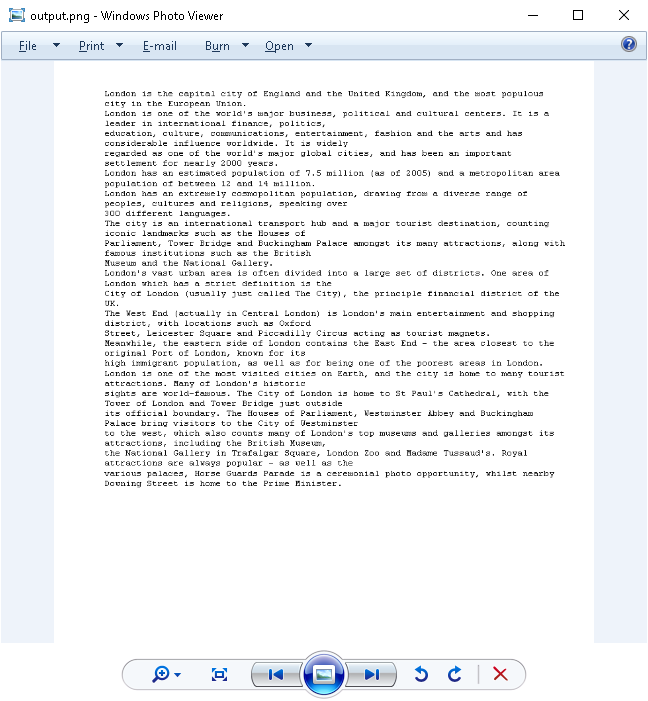 output.png - Windows Photo Viewer
File Print E-mail Burn Open
London is the capital city of England and the United Kingdom, and the most populous
city in the European Union.
London is one of the world's major business, political and cultural centers. It is a
leader in international finance, politics,
education, culture, communications, entertainment, fashion and the arts and has
considerable influence worldwide. It is widely
regarded as one of the world's major global cities, and has been an important
settlement for nearly 2000 years.
London has an estimated population of 7.5 million (as of 2005) and a metropolitan area
population of between 12 and 14 million.
London has an extremely cosmopolitan population, drawing from a diverse range of
peoples, cultures and religions, speaking over
300 different languages.
The city is an international transport hub and a major tourist destination, counting
iconic landmarks such as the Houses of
Parliament, Tower Bridge and Buckingham Palace amongst its many attractions, along with
famous institutions such as the British
Museum and the National Gallery.
London's vast urban area is often divided into a large set of districts. One area of
London which has a strict definition is the
City of London (usually just called The City), the principle financial district of the
UK.
The West End (actually in Central London) is London's main entertainment and shopping
district, with locations such as Oxford
Street, Leicester Square and Piccadilly Circus acting as tourist magnets.
Meanwhile, the eastern side of London contains the East End - the area closest to the
original Port of London, known for its
high immigrant population, as well as for being one of the poorest areas in London.
London is one of the most visited cities on Earth, and the city is home to many tourist
attractions. Many of London's historic
sights are world-famous. The City of London is home to St Paul's Cathedral, with the
Tower of London and Tower Bridge just outside
its official boundary. The Houses of Parliament, Westminster Abbey and Buckingham
Palace bring visitors to the City of Westminster
to the west, which also counts many of London's top museums and galleries amongst its
attractions, including the British Museum,
the National Gallery in Trafalgar Square, London Zoo and Madame Tussaud's. Royal
attractions are always popular - as well as the
various palaces, Horse Guards Parade is a ceremonial photo opportunity, whilst nearby
Downing Street is home to the Prime Minister.